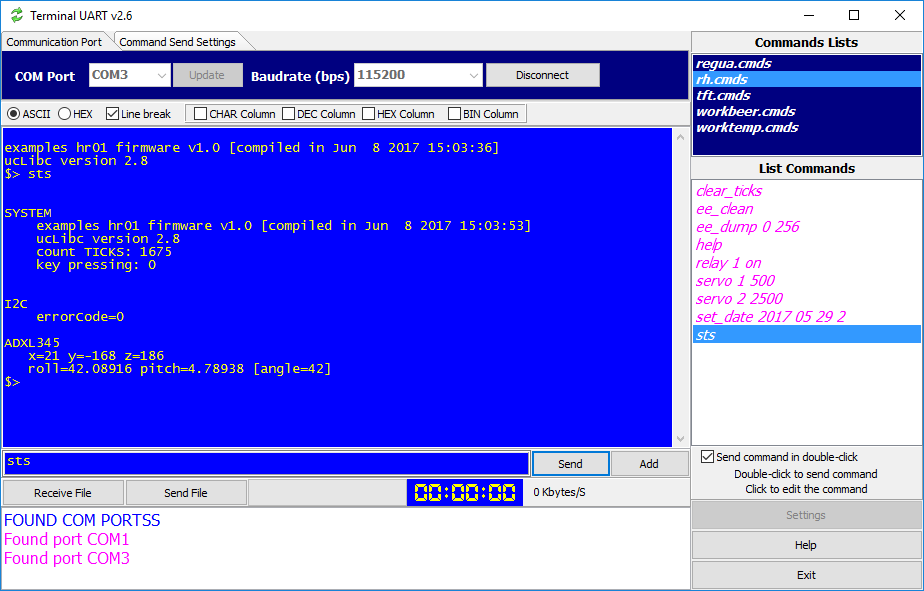 Terminal UART v2.6
Communication Port
Command Send Settings
COM Port
COM3
Update
Baudrate (bps)
115200
Disconnect
ASCII
HEX
Line break
CHAR Column
DEC Column
HEX Column
BIN Column
examples hr01 firmware v1.0 [compiled in Jun  8 2017 15:03:36]
ucLibc version 2.8
$> sts
SYSTEM
examples hr01 firmware v1.0 [compiled in Jun  8 2017 15:03:53]
ucLibc version 2.8
count TICKS: 1675
key pressing: 0
I2C
errorCode=0
ADXL345
x=21 y=-168 z=186
roll=42.08916 pitch=4.78938 [angle=42]
$>
sts
Send
Add
Receive File
Send File
00:00:00
0 Kbytes/S
FOUND COM PORTSS
Found port COM1
Found port COM3
Commands Lists
regua.cmds
rh.cmds
tft.cmds
workbeer.cmds
worktemp.cmds
List Commands
clear_ticks
ee_clean
ee_dump 0 256
help
relay 1 on
servo 1 500
servo 2 2500
set_date 2017 05 29 2
sts
Send command in double-click
Double-click to send command
Click to edit the command
Settings
Help
Exit